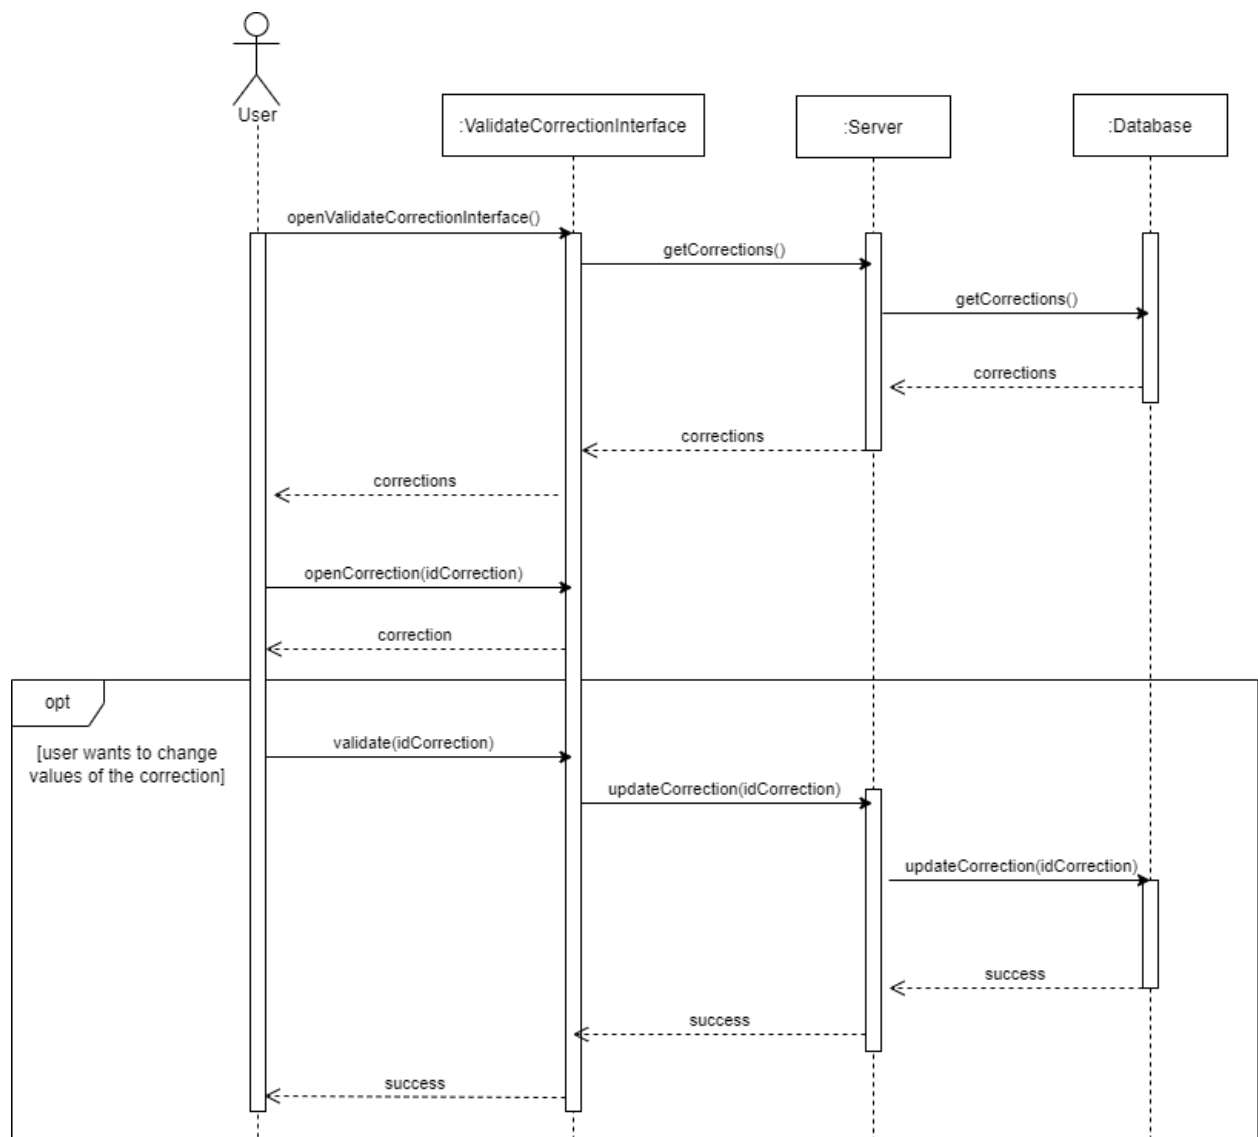 User
:ValidateCorrectionInterface
:Server
:Database
openValidateCorrectionInterface()
getCorrections()
getCorrections()
corrections
corrections
corrections
openCorrection(idCorrection)
correction
opt
[user wants to change
values of the correction]
validate(idCorrection)
updateCorrection(idCorrection)
updateCorrection(idCorrection)
success
success
success